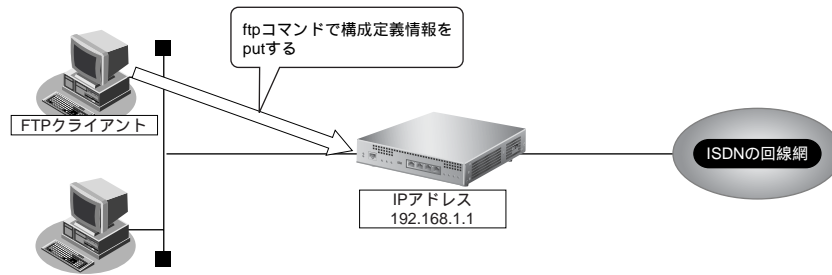 ftpコマンドで構成定義情報を
putする
FTPクライアント
ISDNの回線網
IPアドレス
192.168.1.1